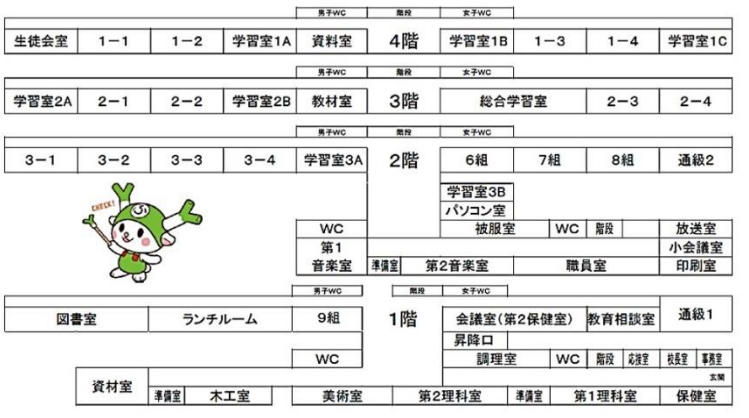 男子WC 階段 女子WC
生徒会室 1-1 1-2 学習室1A 資料室 4階 学習室1B 1-3 1-4 学習室1C
男子WC 階段 女子WC
学習室2A 2-1 2-2 学習室2B 教材室 3階 総合学習室 2-3 2-4
男子WC 階段 女子WC
3-1 3-2 3-3 3-4 学習室3A 2階 6組 7組 8組 通級2
学習室3B
パソコン室
CHECK!
WC 被服室 WC 階段 放送室
第1 小会議室
音楽室 準備室 第2音楽室 職員室 印刷室
男子WC 階段 女子WC
図書室 ランチルーム 9組 1階 会議室(第2保健室) 教育相談室 通級1
昇降口
WC 調理室 WC 階段 応接室 校長室 事務室
玄関
資材室 準備室 木工室 美術室 第2理科室 準備室 第1理科室 保健室